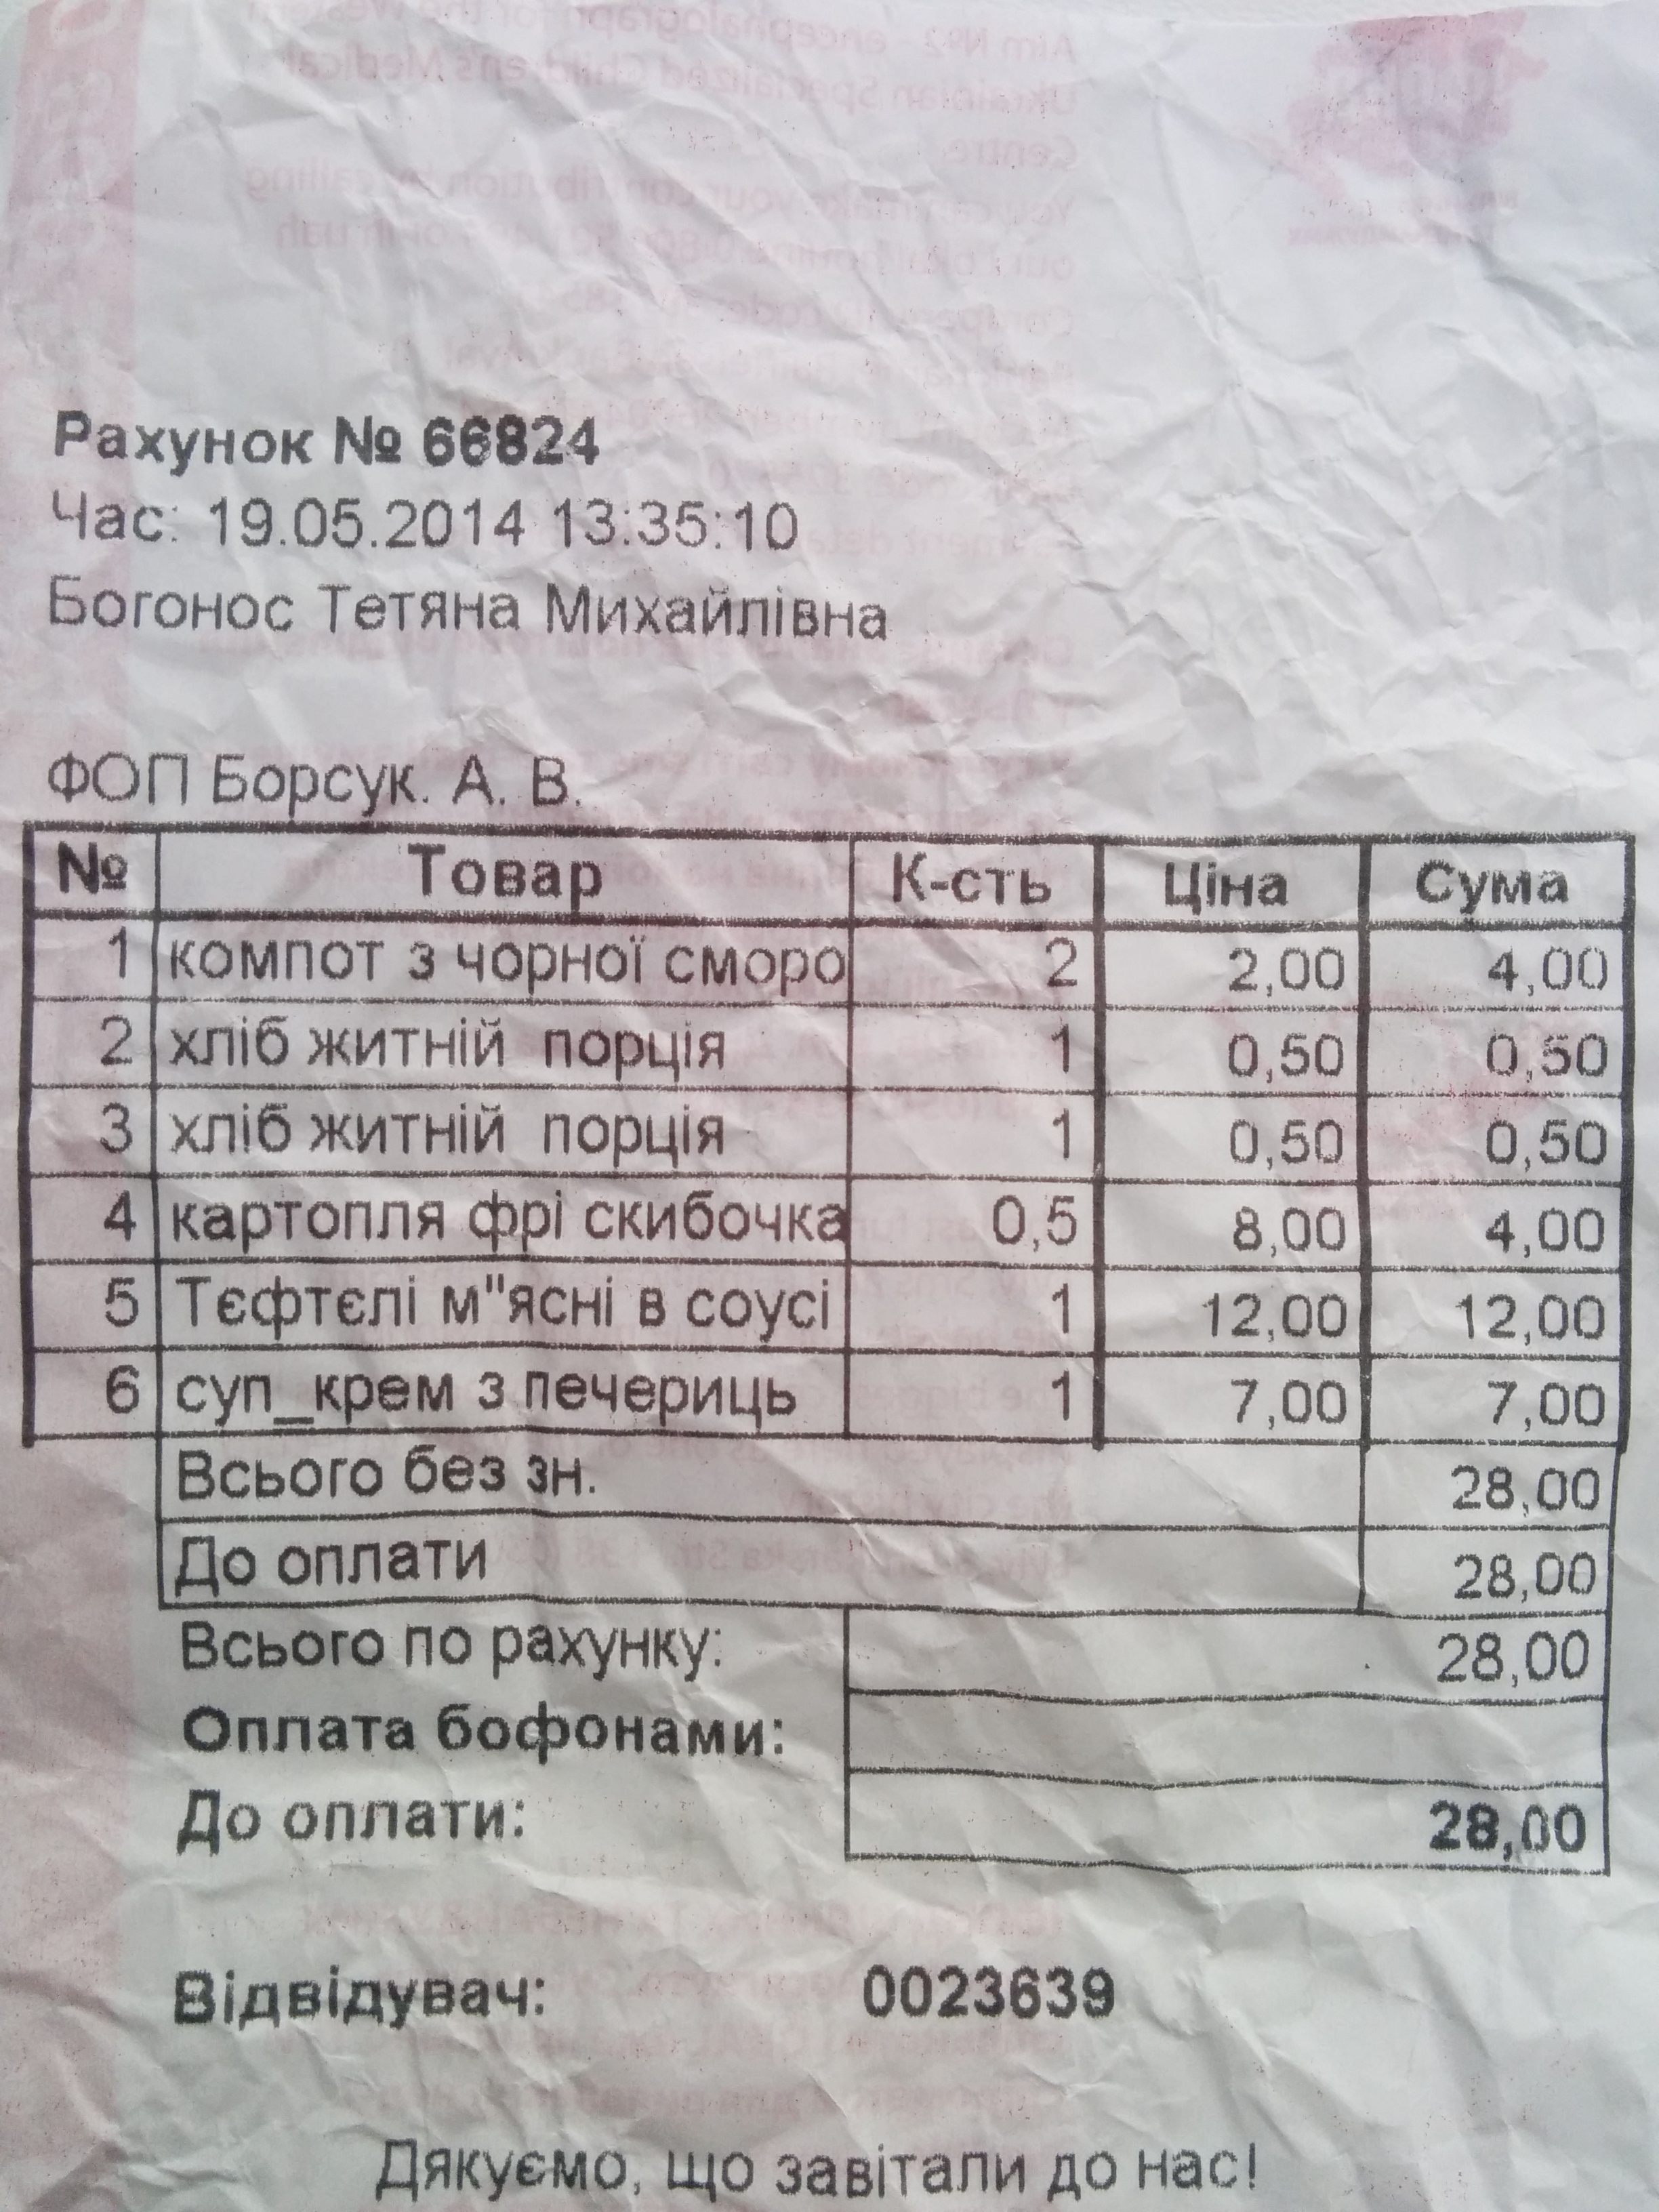 Рахунок № 66824
Час: 19.05.2014 13:35:10
Богонос Тетяна Михайлівна
ФОП Борсук. А. В.
№ Товар К-сть Ціна Сума
1 компот з чорної сморо 2 2,00 4,00
2 хліб житній порція 1 0,50 0,50
3 хліб житній порція 1 0,50 0,50
4 картопля фрі скибочка 0,5 8,00 4,00
5 Тєфтєлі м"ясні в соусі 1 12,00 12,00
6 суп_крем з печериць 1 7,00 7,00
Всього без зн. 28,00
До оплати 28,00
Всього по рахунку: 28,00
Оплата бофонами:
До оплати: 28,00
Відвідувач: 0023639
Дякуємо, що завітали до нас!